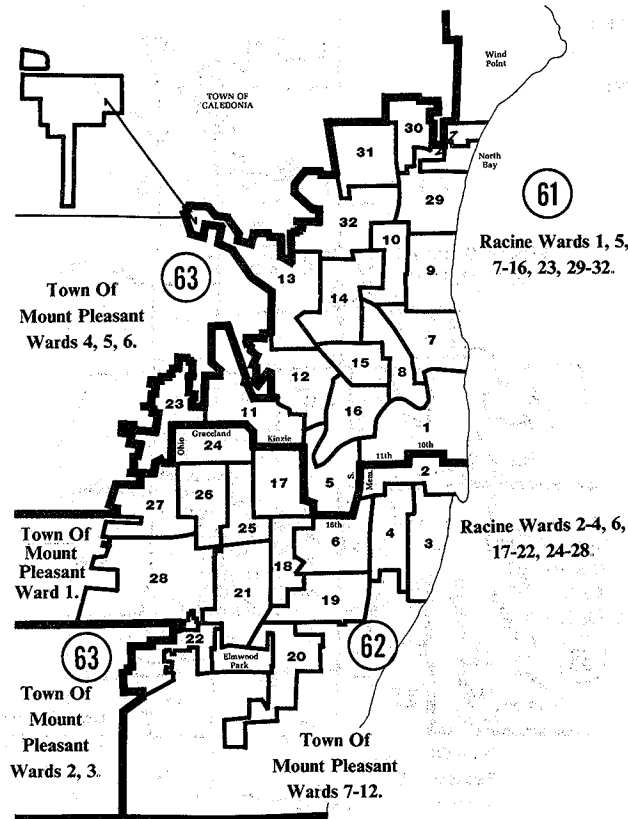 Wind
Point
TOWN OF
CALEDONIA
30
31
North
Bay
29
61
32
10
Racine Wards 1, 5,
7-16, 23, 29-32.
9
13
63
14
Town Of
Mount Pleasant
Wards 4, 5, 6.
7
15
12
8
23
16
11
1
Graceland
Kinzie
Ohio
24
10th
11th
S.
Mem.
2
5
17
26
27
25
16th
6
4
3
Racine Wards 2-4, 6,
17-22, 24-28.
Town Of
Mount
Pleasant
Ward 1.
28
18
21
19
22
62
63
Elmwood
Park
20
Town Of
Mount
Pleasant
Wards 2, 3.
Town Of
Mount Pleasant
Wards 7-12.